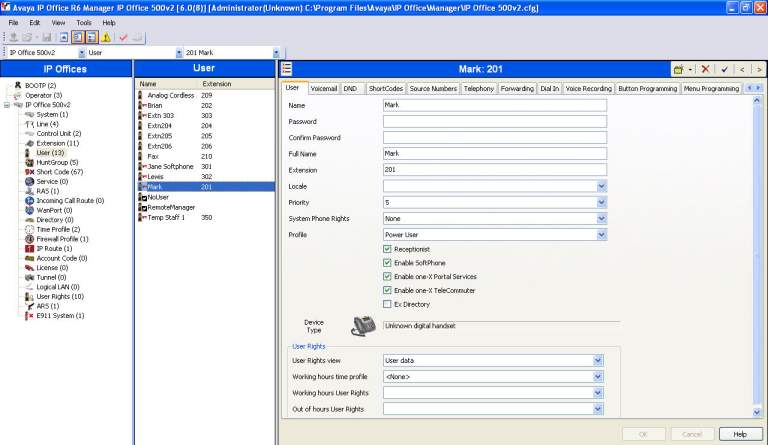 Avaya IP Office R6 Manager IP Office 500v2 [6.0(8)] [Administrator(Unknown) C:\Program Files\Avaya\IP Office\Manager\IP Office 500v2.cfg]
File Edit View Tools Help
IP Office 500v2 User 201 Mark
IP Offices
BOOTP (2)
Operator (3)
IP Office 500v2
System (1)
Line (4)
Control Unit (2)
Extension (11)
User (13)
HuntGroup (5)
Short Code (67)
Service (0)
RAS (1)
Incoming Call Route (0)
WanPort (0)
Directory (0)
Time Profile (2)
Firewall Profile (1)
IP Route (1)
Account Code (0)
License (0)
Tunnel (0)
Logical LAN (0)
User Rights (10)
ARS (1)
E911 System (1)
User
Name Extension
Analog Cordless 209
Brian 202
Extn 303 303
Extn204 204
Extn205 205
Extn206 206
Fax 210
Jane Softphone 301
Lewis 302
Mark 201
NoUser
RemoteManager
Temp Staff 1 350
Mark: 201
User Voicemail DND ShortCodes Source Numbers Telephony Forwarding Dial In Voice Recording Button Programming Menu Programming
Name Mark
Password
Confirm Password
Full Name Mark
Extension 201
Locale
Priority 5
System Phone Rights None
Profile Power User
Receptionist
Enable SoftPhone
Enable one-X Portal Services
Enable one-X TeleCommuter
Ex Directory
Device Type Unknown digital handset
User Rights
User Rights view User data
Working hours time profile <None>
Working hours User Rights
Out of hours User Rights
OK Cancel Help